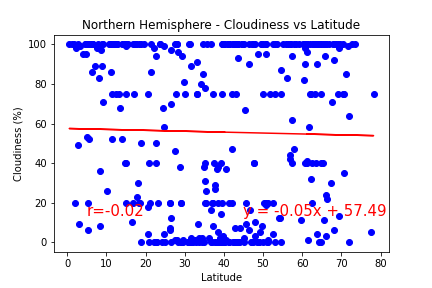 Northern Hemisphere - Cloudiness vs Latitude
Cloudiness (%)
100
80
60
40
20
0
r=-0.02
y = -0.05x + 57.49
0 10 20 30 40 50 60 70 80
Latitude